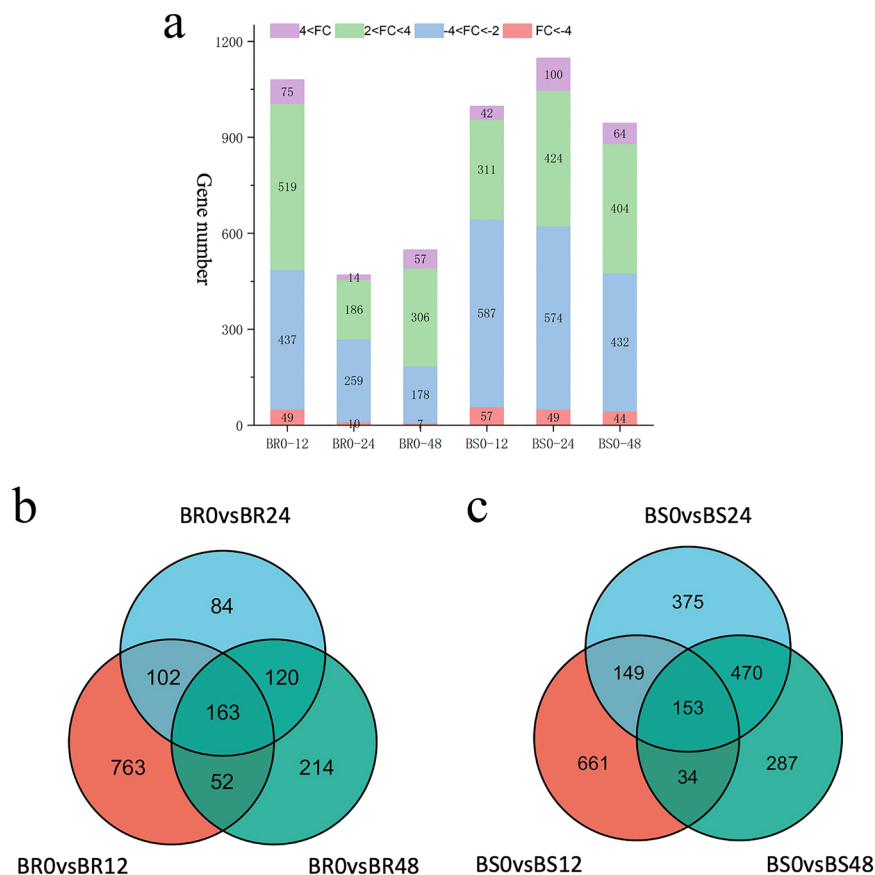 a
4<FC 2<FC<4 -4<FC<-2 FC<-4
Gene number
1200
900
600
300
0
75 519 437 49
14 186 259 10
57 306 178 7
42 311 587 57
100 424 574 49
64 404 432 44
BR0-12 BR0-24 BR0-48 BS0-12 BS0-24 BS0-48
b
BR0vsBR24
84
102 120
163
763 52 214
BR0vsBR12 BR0vsBR48
c
BS0vsBS24
375
149 470
153
661 34 287
BS0vsBS12 BS0vsBS48